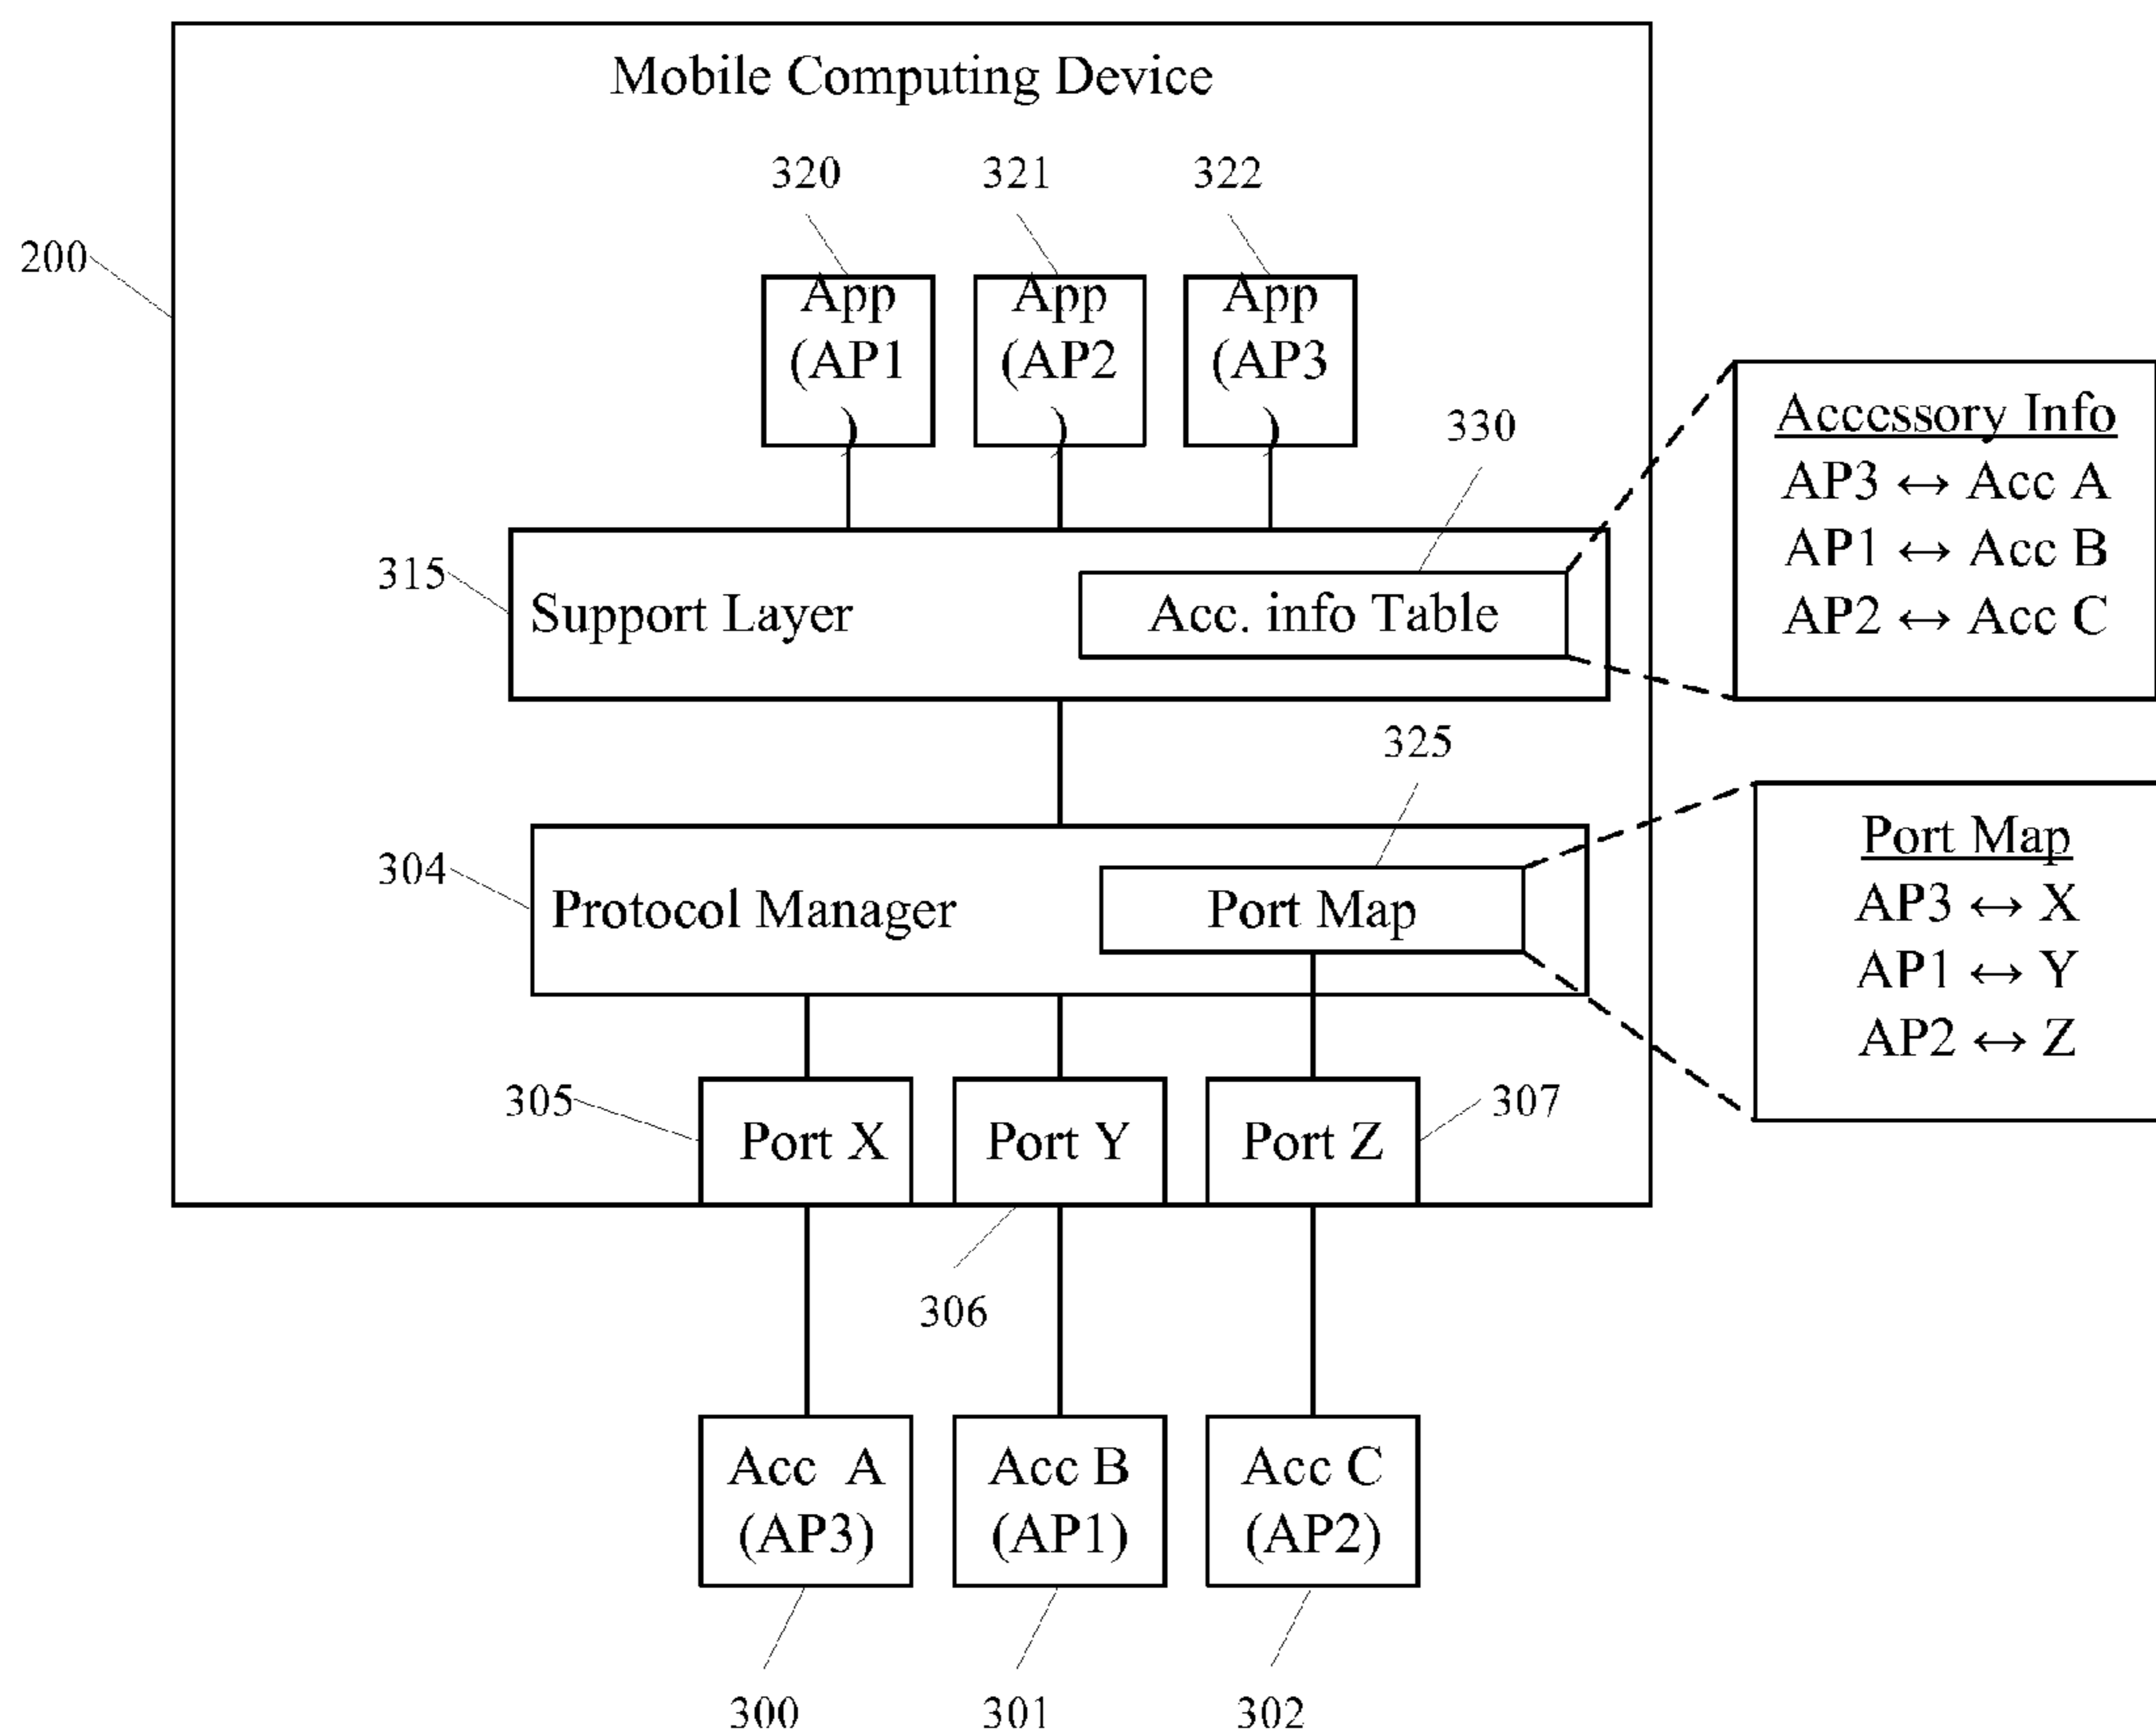 Mobile Computing Device
320
321
322
200
App
(AP1
)
App
(AP2
)
App
(AP3
)
330
315
Support Layer
Acc. info Table
Accessory Info
AP3 ↔ Acc A
AP1 ↔ Acc B
AP2 ↔ Acc C
325
304
Protocol Manager
Port Map
Port Map
AP3 ↔ X
AP1 ↔ Y
AP2 ↔ Z
305
Port X
Port Y
Port Z
307
306
Acc A
(AP3)
Acc B
(AP1)
Acc C
(AP2)
300
301
302